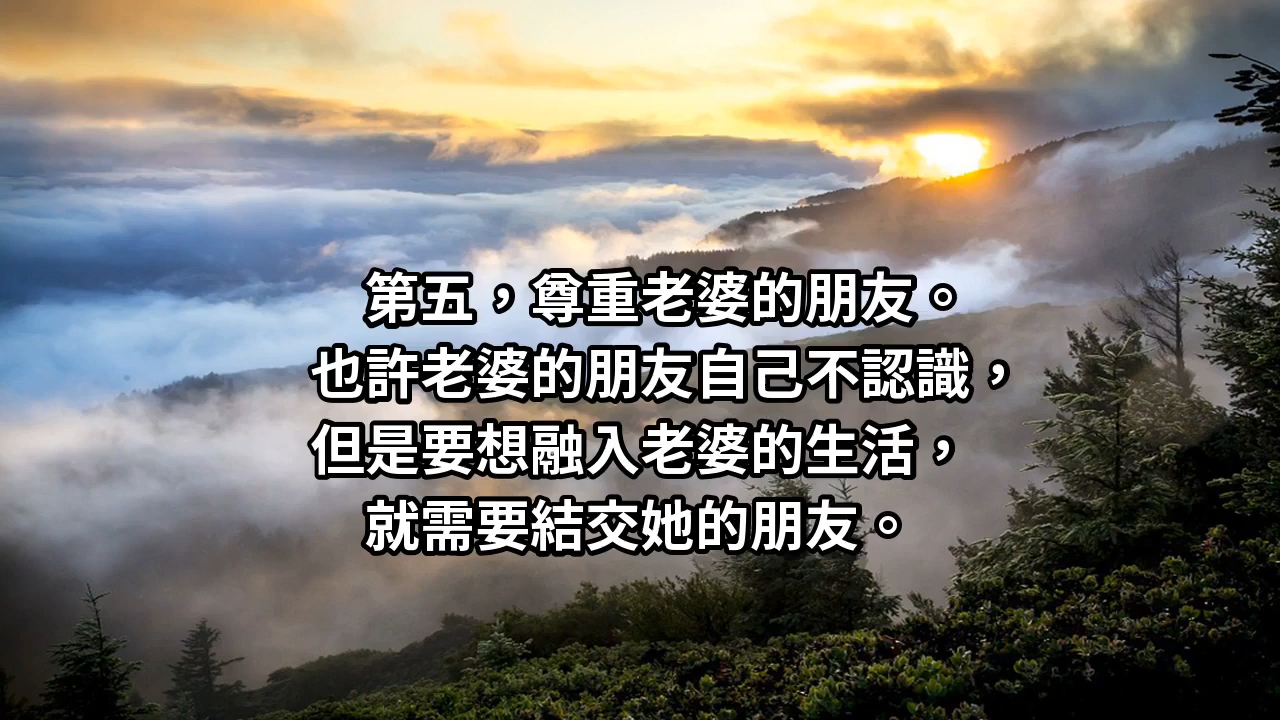 第五，尊重老婆的朋友。
也許老婆的朋友自己不認識，
但是要想融入老婆的生活，
就需要結交她的朋友。